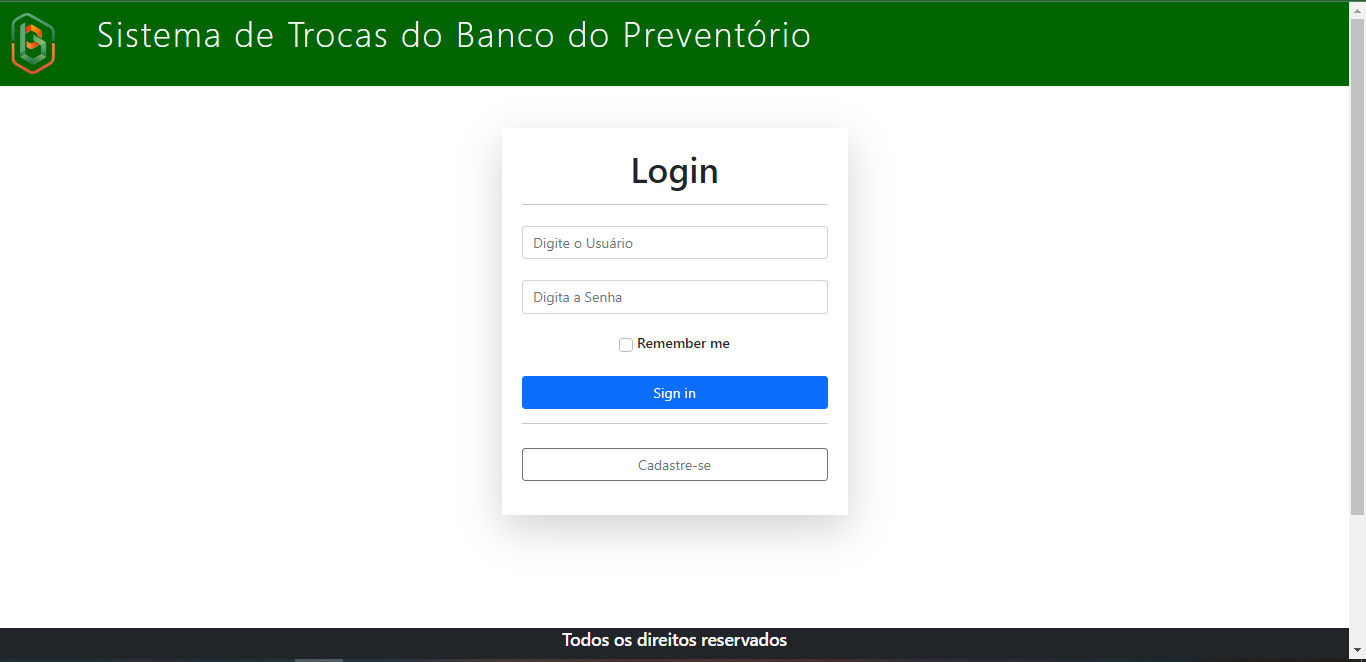 Sistema de Trocas do Banco do Preventório
Login
Digite o Usuário
Digita a Senha
Remember me
Sign in
Cadastre-se
Todos os direitos reservados